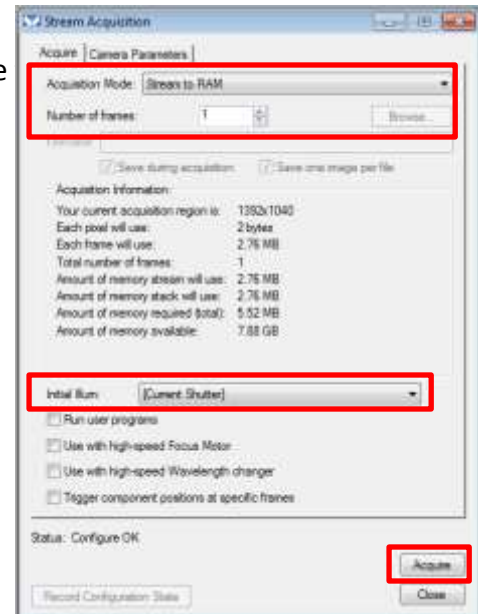 e
Stream Acquisition
Acquire Camera Parameters
Acquisition Mode: Stream to RAM
Number of frames: 1 Browse...
Save during acquisition Save one image per file
Acquisition Information:
Your current acquisition region is: 1392x1040
Each pixel will use: 2 bytes
Each frame will use: 2.76 MB
Total number of frames: 1
Amount of memory stream will use: 2.76 MB
Amount of memory stack will use: 2.76 MB
Amount of memory required (total): 5.52 MB
Amount of memory available: 7.88 GB
Initial Illum: [Current Shutter]
Run user programs
Use with high-speed Focus Motor
Use with high-speed Wavelength changer
Trigger component positions at specific frames
Status: Configure OK
Acquire
Record Configuration State Close